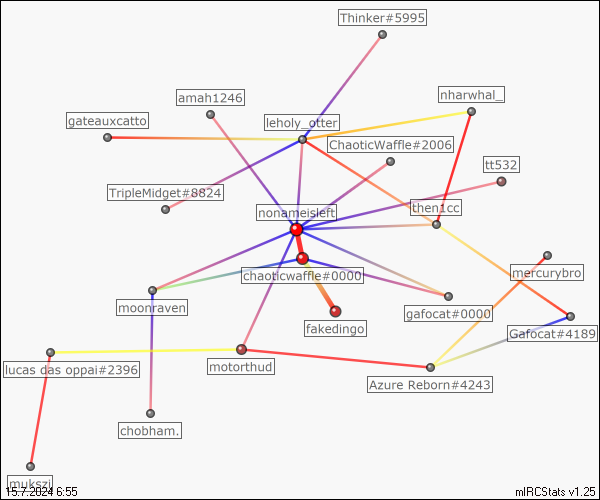 Thinker#5995
nharwhal_
amah1246
gateauxcatto
leholy_otter
ChaoticWaffle#2006
tt532
TripleMidget#8824
nonameisleft
then1cc
mercurybro
chaoticwaffle#0000
moonraven
gafocat#0000
fakedingo
Gafocat#4189
lucas das oppai#2396
motorthud
Azure Reborn#4243
chobham.
mukszi
15.7.2024 6:55
mIRCStats v1.25